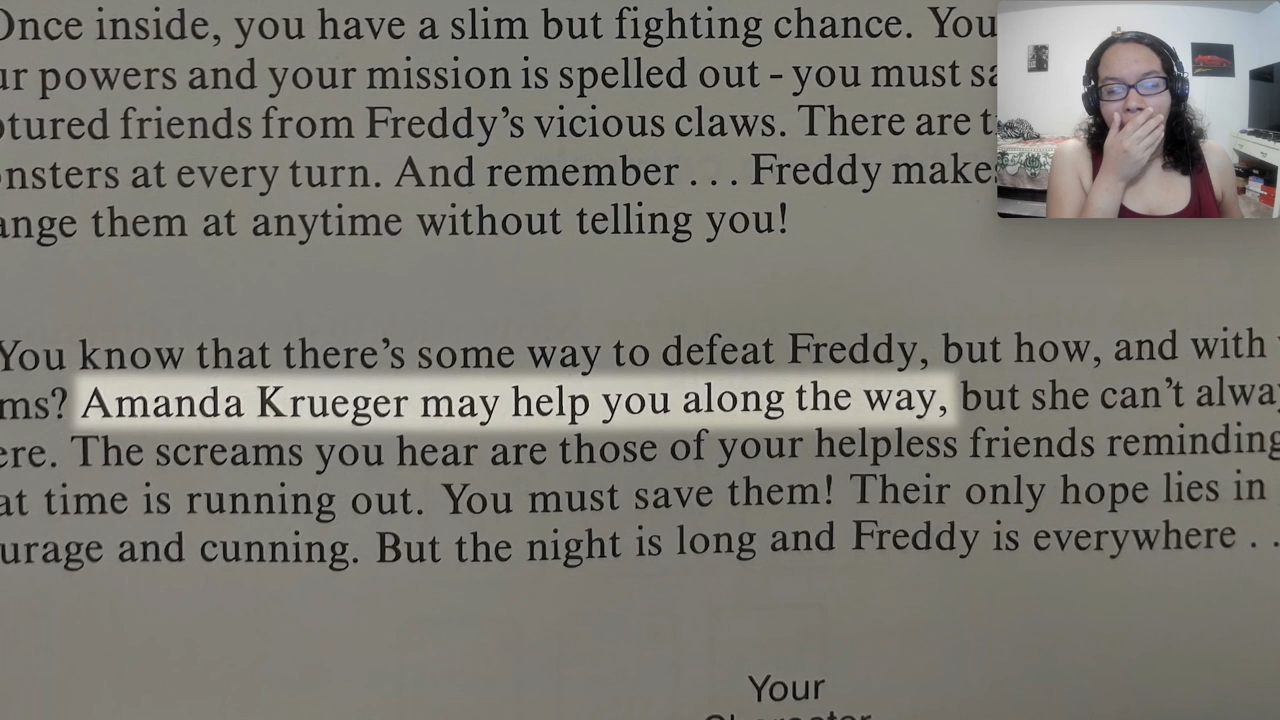 Once inside, you have a slim but fighting chance. You
ur powers and your mission is spelled out - you must sa
ptured friends from Freddy's vicious claws. There are t
onsters at every turn. And remember . . . Freddy makes
ange them at anytime without telling you!
You know that there's some way to defeat Freddy, but how, and with
ms? Amanda Krueger may help you along the way, but she can't alway
ere. The screams you hear are those of your helpless friends reminding
at time is running out. You must save them! Their only hope lies in
urage and cunning. But the night is long and Freddy is everywhere . .
Your
Character